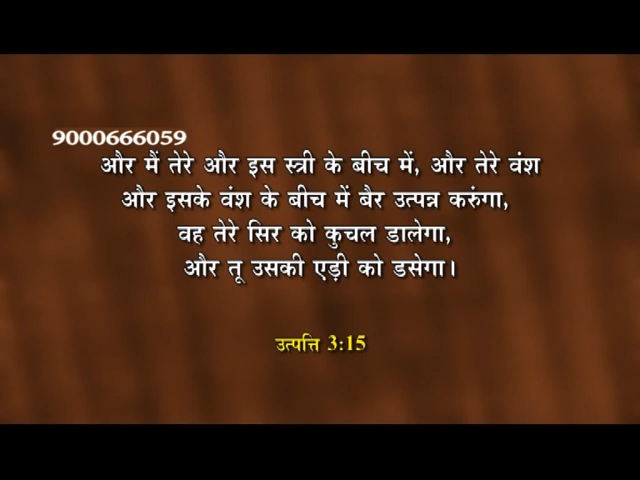 9000666059
और मैं तेरे और इस स्त्री के बीच में, और तेरे वंश
और इसके वंश के बीच में बैर उत्पन्न करुंगा,
वह तेरे सिर को कुचल डालेगा,
और तू उसकी एड़ी को डसेगा।
उत्पत्ति 3:15